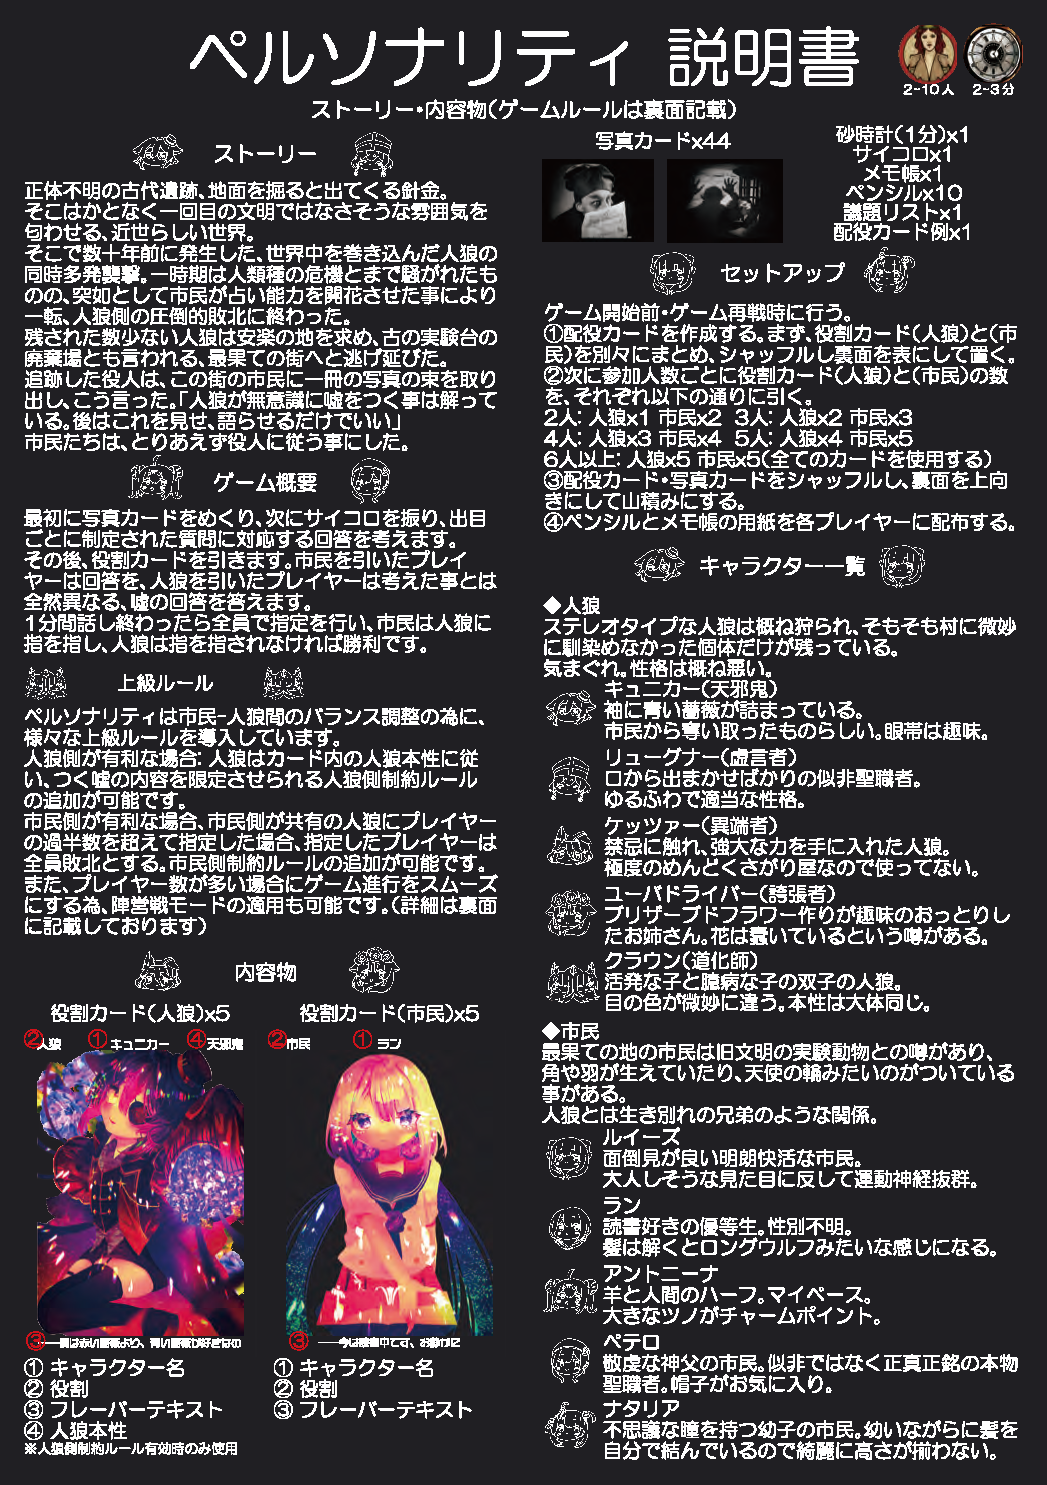 ペルソナリティ 説明書
2-10人 2-3分
ストーリー・内容物(ゲームルールは裏面記載)
ストーリー
正体不明の古代遺跡、地面を掘ると出てくる針金。
そこはかとなく一回目の文明ではなさそうな雰囲気を
匂わせる、近世らしい世界。
そこで数十年前に発生した、世界中を巻き込んだ人狼の
同時多発襲撃。一時期は人類種の危機とまで騒がれたも
のの、突如として市民が占い能力を開花させた事により
一転、人狼側の圧倒的敗北に終わった。
残された数少ない人狼は安楽の地を求め、古の実験台の
廃棄場とも言われる、最果ての街へと逃げ延びた。
追跡した役人は、この街の市民に一冊の写真の束を取り
出し、こう言った。「人狼が無意識に嘘をつく事は解って
いる。後はこれを見せ、語らせるだけでいい」
市民たちは、とりあえず役人に従う事にした。
ゲーム概要
最初に写真カードをめくり、次にサイコロを振り、出目
ごとに制定された質問に対応する回答を考えます。
その後、役割カードを引きます。市民を引いたプレイ
ヤーは回答を、人狼を引いたプレイヤーは考えた事とは
全然異なる、嘘の回答を答えます。
1分間話し終わったら全員で指定を行い、市民は人狼に
指を指し、人狼は指を指されなければ勝利です。
上級ルール
ペルソナリティは市民-人狼間のバランス調整の為に、
様々な上級ルールを導入しています。
人狼側が有利な場合: 人狼はカード内の人狼本性に従
い、つく嘘の内容を限定させられる人狼側制約ルール
の追加が可能です。
市民側が有利な場合、市民側が共有の人狼にプレイヤー
の過半数を超えて指定した場合、指定したプレイヤーは
全員敗北とする。市民側制約ルールの追加が可能です。
また、プレイヤー数が多い場合にゲーム進行をスムーズ
にする為、陣営戦モードの適用も可能です。(詳細は裏面
に記載しております)
内容物
役割カード(人狼)x5
②人狼 ①キュニカー ④天邪鬼
③
① キャラクター名
② 役割
③ フレーバーテキスト
④ 人狼本性
※人狼側制約ルール有効時のみ使用
役割カード(市民)x5
②市民 ① ラン
③
① キャラクター名
② 役割
③ フレーバーテキスト
写真カードx44
砂時計(1分)x1
サイコロx1
メモ帳x1
ペンシルx10
議題リストx1
配役カード例x1
セットアップ
ゲーム開始前・ゲーム再戦時に行う。
①配役カードを作成する。まず、役割カード(人狼)と(市
民)を別々にまとめ、シャッフルし裏面を表にして置く。
②次に参加人数ごとに役割カード(人狼)と(市民)の数
を、それぞれ以下の通りに引く。
2人: 人狼x1 市民x2 3人: 人狼x2 市民x3
4人: 人狼x3 市民x4 5人: 人狼x4 市民x5
6人以上: 人狼x5 市民x5(全てのカードを使用する)
③配役カード・写真カードをシャッフルし、裏面を上向
きにして山積みにする。
④ペンシルとメモ帳の用紙を各プレイヤーに配布する。
キャラクター一覧
◆人狼
ステレオタイプな人狼は概ね狩られ、そもそも村に微妙
に馴染めなかった個体だけが残っている。
気まぐれ。性格は概ね悪い。
キュニカー(天邪鬼)
袖に青い薔薇が詰まっている。
市民から奪い取ったものらしい。眼帯は趣味。
リューグナー(虚言者)
口から出まかせばかりの似非聖職者。
ゆるふわで適当な性格。
ケッツァー(異端者)
禁忌に触れ、強大な力を手に入れた人狼。
極度のめんどくさがり屋なので使ってない。
ユーバドライバー(誇張者)
プリザーブドフラワー作りが趣味のおっとりし
たお姉さん。花は蠢いているという噂がある。
クラウン(道化師)
活発な子と臆病な子の双子の人狼。
目の色が微妙に違う。本性は大体同じ。
◆市民
最果ての地の市民は旧文明の実験動物との噂があり、
角や羽が生えていたり、天使の輪みたいのがついている
事がある。
人狼とは生き別れの兄弟のような関係。
ルイーズ
面倒見が良い明朗快活な市民。
大人しそうな見た目に反して運動神経抜群。
ラン
読書好きの優等生。性別不明。
髪は解くとロングウルフみたいな感じになる。
アントニーナ
羊と人間のハーフ。マイペース。
大きなツノがチャームポイント。
ペテロ
敬虔な神父の市民。似非ではなく正真正銘の本物
聖職者。帽子がお気に入り。
ナタリア
不思議な瞳を持つ幼子の市民。幼いながらに髪を
自分で結んでいるので綺麗に高さが揃わない。